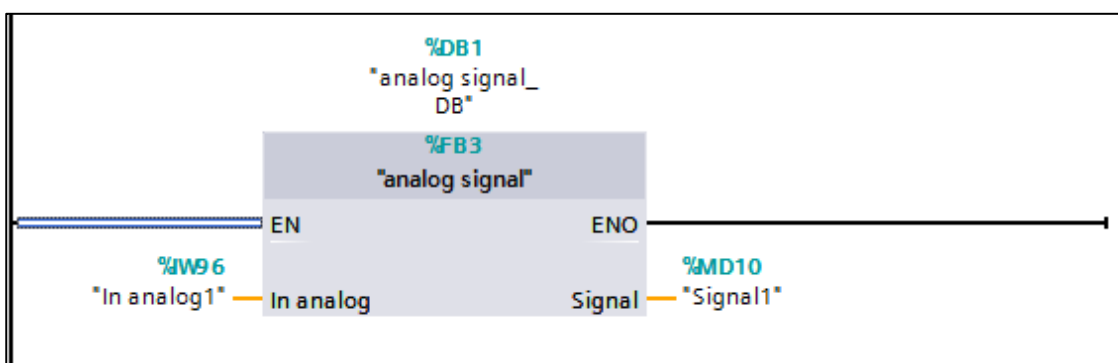 %DB1
"analog signal_
DB"
%FB3
"analog signal"
EN ENO
%IW96 %MD10
"In analog1" In analog Signal "Signal1"